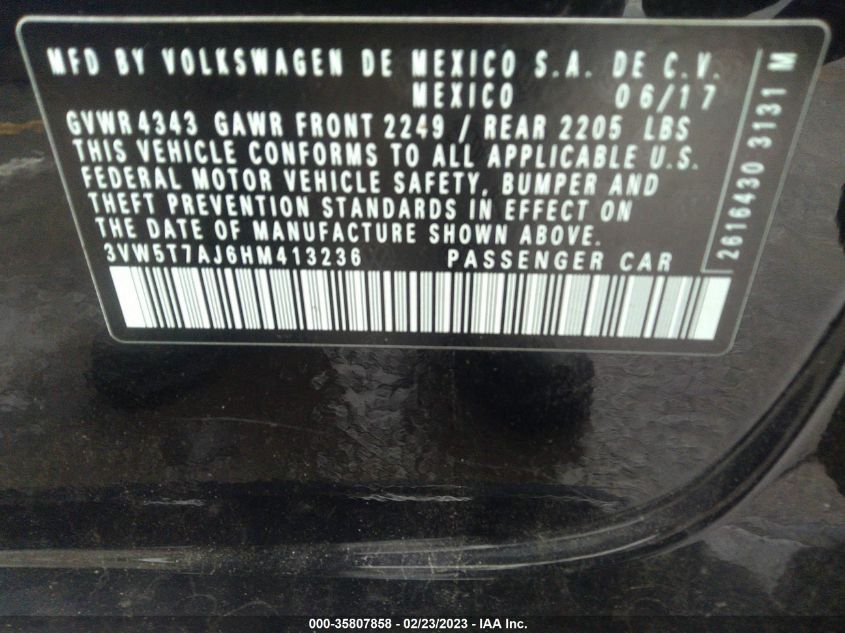 MFD BY VOLKSWAGEN DE MEXICO S.A. DE C.V.
MEXICO 06/17
GVWR 4343 GAWR FRONT 2249 / REAR 2205 LBS
THIS VEHICLE CONFORMS TO ALL APPLICABLE U.S.
FEDERAL MOTOR VEHICLE SAFETY, BUMPER AND
THEFT PREVENTION STANDARDS IN EFFECT ON
THE DATE OF MANUFACTURE SHOWN ABOVE.
3VW5T7AJ6HM413236 PASSENGER CAR
2616430 3131 M
000-35807858 - 02/23/2023 - IAA Inc.